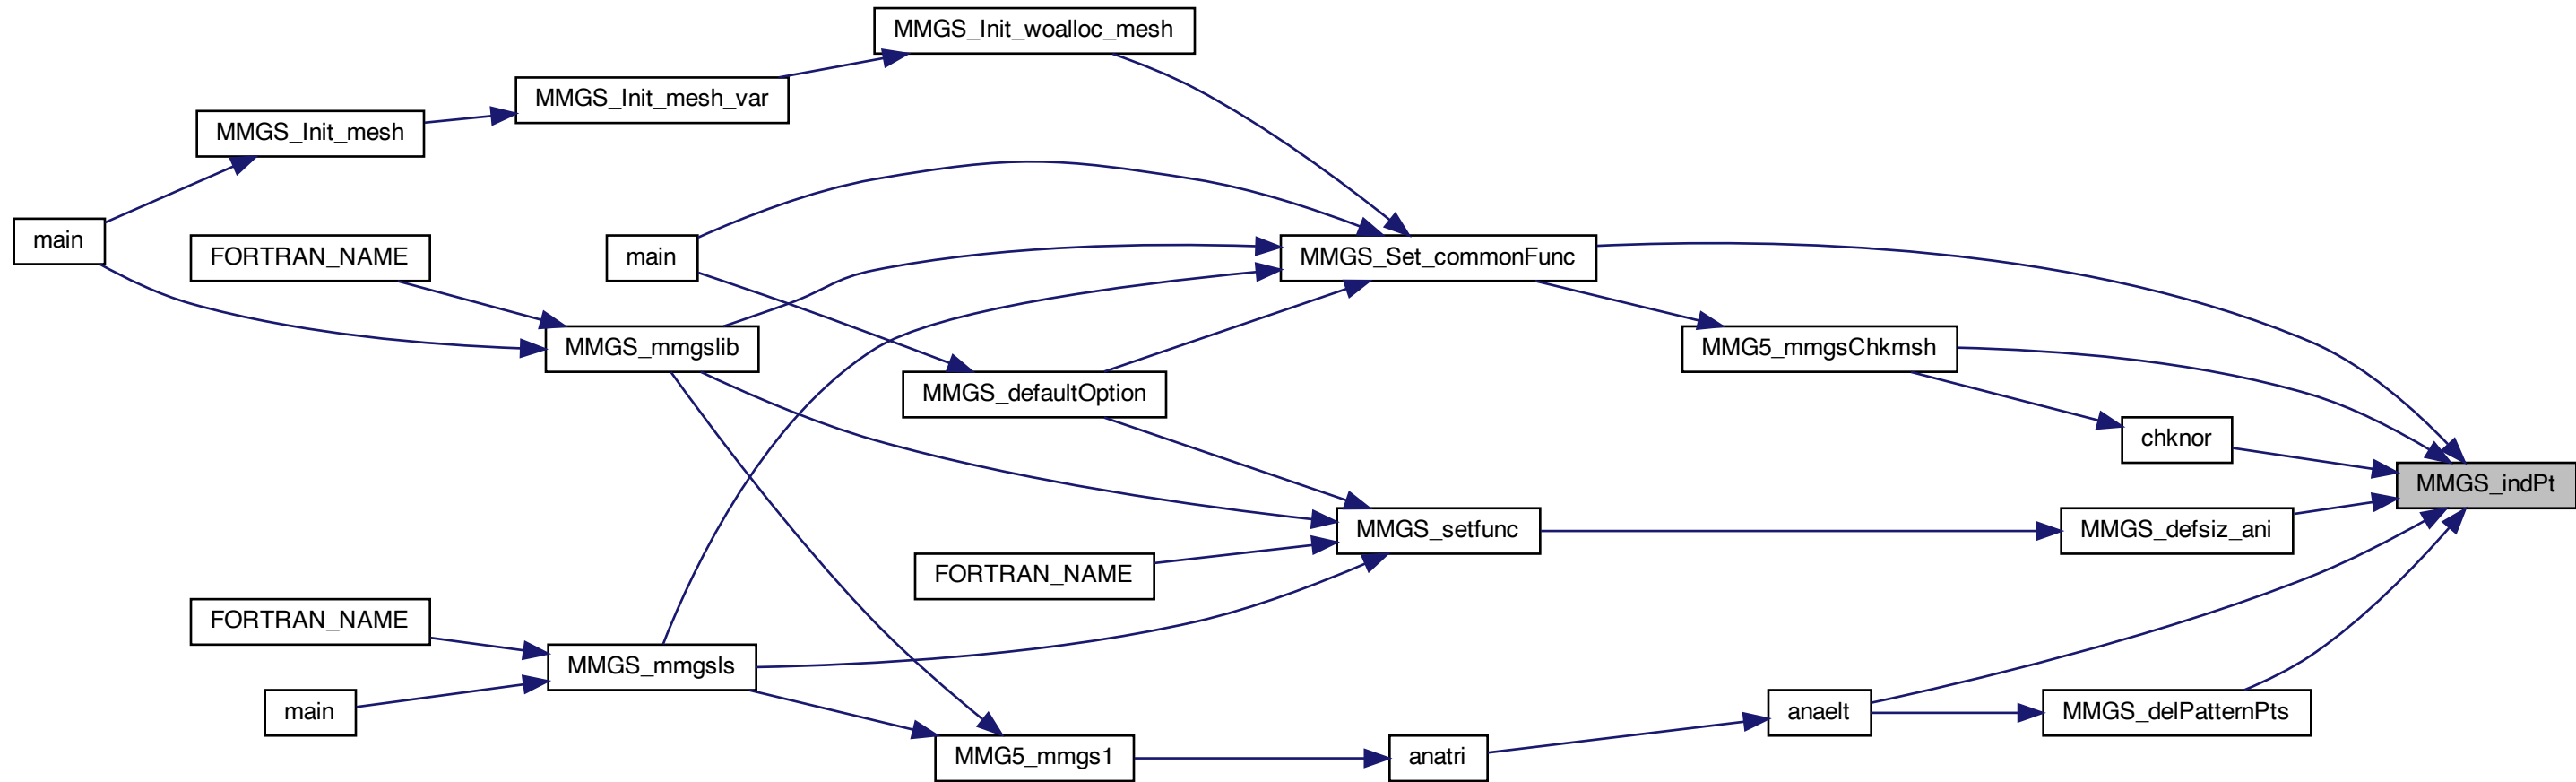 MMGS_Init_woalloc_mesh
MMGS_Init_mesh_var
MMGS_Init_mesh
main
FORTRAN_NAME
main
MMGS_Set_commonFunc
MMGS_mmgslib
MMG5_mmgsChkmsh
MMGS_defaultOption
chknor
MMGS_indPt
MMGS_setfunc
MMGS_defsiz_ani
FORTRAN_NAME
FORTRAN_NAME
MMGS_mmgsls
main
anaelt
MMGS_delPatternPts
MMG5_mmgs1
anatri